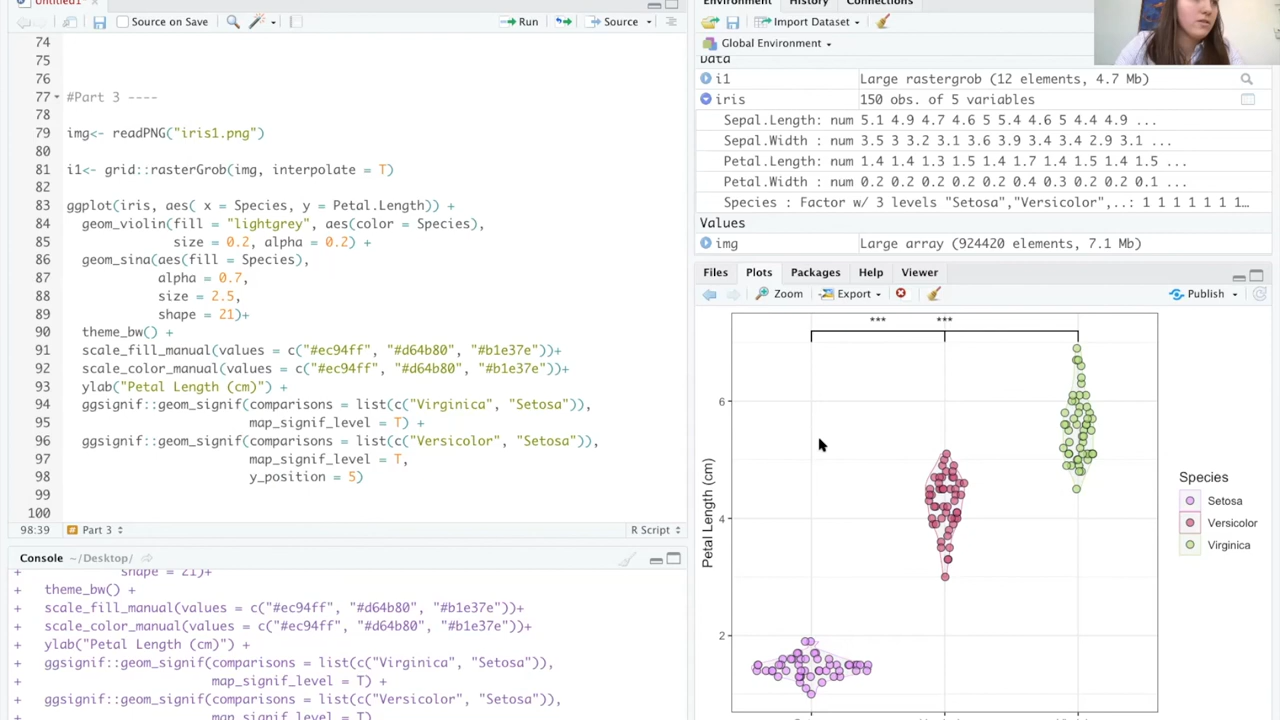 Untitled1*
Source on Save
Run
Source
74
75
76
77 #Part 3 ----
78
79 img<- readPNG("iris1.png")
80
81 i1<- grid::rasterGrob(img, interpolate = T)
82
83 ggplot(iris, aes( x = Species, y = Petal.Length)) +
84 geom_violin(fill = "lightgrey", aes(color = Species),
85 size = 0.2, alpha = 0.2) +
86 geom_sina(aes(fill = Species),
87 alpha = 0.7,
88 size = 2.5,
89 shape = 21)+
90 theme_bw() +
91 scale_fill_manual(values = c("#ec94ff", "#d64b80", "#b1e37e"))+
92 scale_color_manual(values = c("#ec94ff", "#d64b80", "#b1e37e"))+
93 ylab("Petal Length (cm)") +
94 ggsignif::geom_signif(comparisons = list(c("Virginica", "Setosa")),
95 map_signif_level = T) +
96 ggsignif::geom_signif(comparisons = list(c("Versicolor", "Setosa")),
97 map_signif_level = T,
98 y_position = 5)
99
100
98:39 Part 3 R Script
Console ~/Desktop/
+ shape = 21)+
+ theme_bw() +
+ scale_fill_manual(values = c("#ec94ff", "#d64b80", "#b1e37e"))+
+ scale_color_manual(values = c("#ec94ff", "#d64b80", "#b1e37e"))+
+ ylab("Petal Length (cm)") +
+ ggsignif::geom_signif(comparisons = list(c("Virginica", "Setosa")),
+ map_signif_level = T) +
+ ggsignif::geom_signif(comparisons = list(c("Versicolor", "Setosa")),
+ map_signif_level = T,
Environment History Connections
Import Dataset
Global Environment
Data
i1 Large rastergrob (12 elements, 4.7 Mb)
iris 150 obs. of 5 variables
Sepal.Length: num 5.1 4.9 4.7 4.6 5 5.4 4.6 5 4.4 4.9 ...
Sepal.Width : num 3.5 3 3.2 3.1 3.6 3.9 3.4 3.4 2.9 3.1 ...
Petal.Length: num 1.4 1.4 1.3 1.5 1.4 1.7 1.4 1.5 1.4 1.5 ...
Petal.Width : num 0.2 0.2 0.2 0.2 0.2 0.4 0.3 0.2 0.2 0.1 ...
Species : Factor w/ 3 levels "Setosa","Versicolor",..: 1 1 1 1 1 1 1...
Values
img Large array (924420 elements, 7.1 Mb)
Files Plots Packages Help Viewer
Zoom Export Publish
*** ***
6
4
2
Petal Length (cm)
Species
Setosa
Versicolor
Virginica